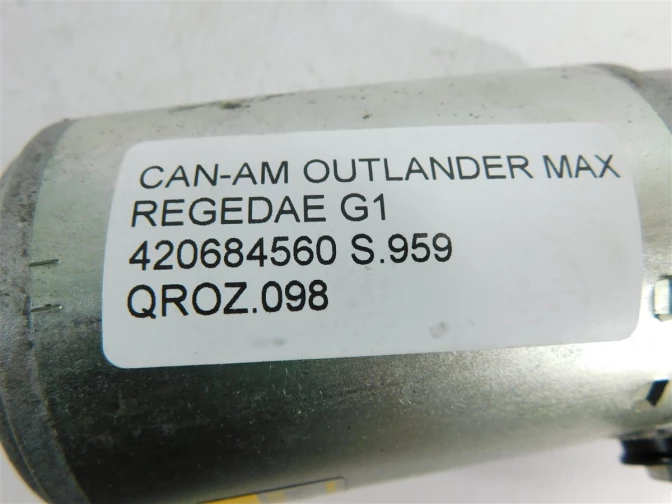 CAN-AM OUTLANDER MAX
REGEDAE G1
420684560 S.959
QROZ.098